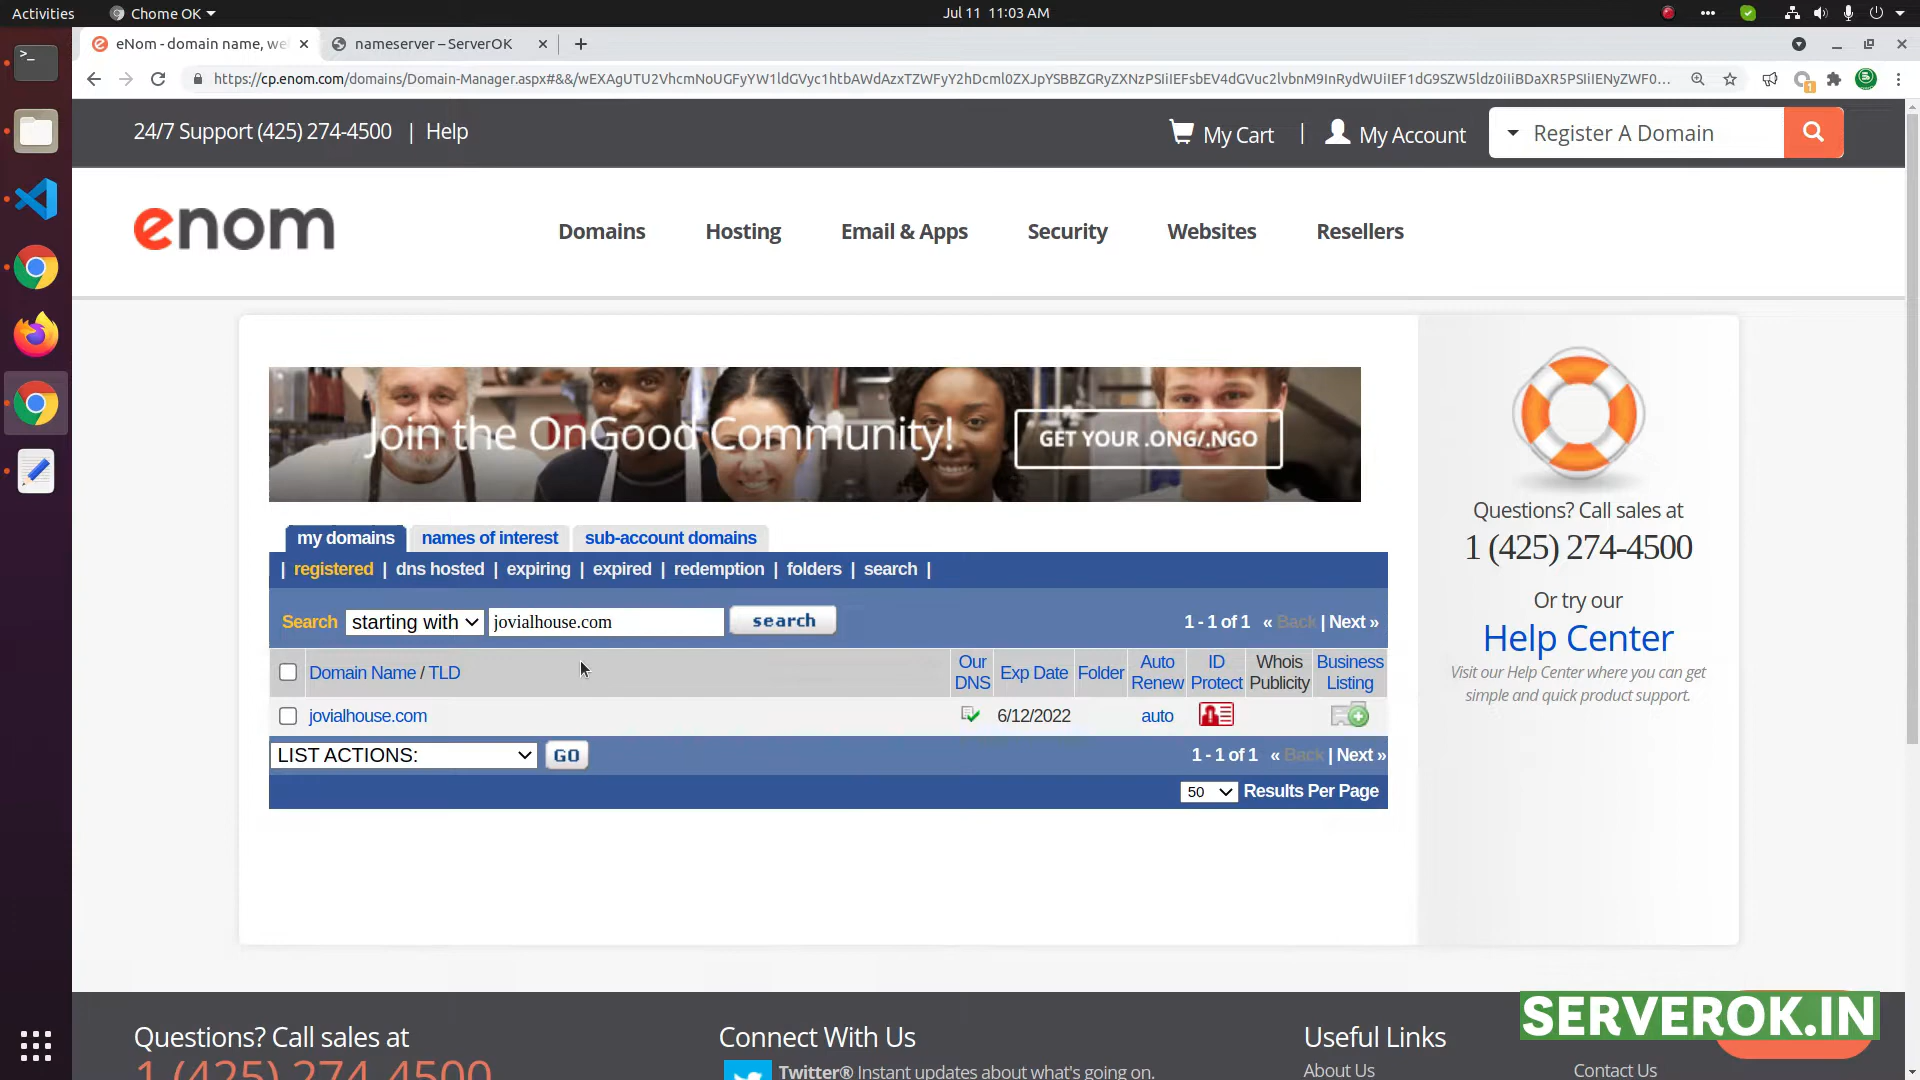 Activities
Chome OK
Jul 11 11:03 AM
eNom - domain name, we
nameserver – ServerOK
https://cp.enom.com/domains/Domain-Manager.aspx#&&/wEXAgUTU2VhcmNoUGFyYW1ldGVyc1htbAWdAzxTZWFyY2hDcml0ZXJpYSBBZGRyZXNzPSIiIEFsbEV4dGVuc2lvbnM9InRydWUiIEF1dG9SZW5ldz0iIiBDaXR5PSIiIENyZWF0...
24/7 Support (425) 274-4500 | Help
My Cart | My Account
Register A Domain
enom
Domains
Hosting
Email & Apps
Security
Websites
Resellers
Join the OnGood Community!
GET YOUR .ONG/.NGO
my domains
names of interest
sub-account domains
| registered | dns hosted | expiring | expired | redemption | folders | search |
Search starting with jovialhouse.com search
1 - 1 of 1 « Back | Next »
Domain Name / TLD
Our DNS
Exp Date
Folder
Auto Renew
ID Protect
Whois Publicity
Business Listing
jovialhouse.com
6/12/2022
auto
LIST ACTIONS:
GO
1 - 1 of 1 « Back | Next »
50 Results Per Page
Questions? Call sales at
1 (425) 274-4500
Or try our
Help Center
Visit our Help Center where you can get
simple and quick product support.
Questions? Call sales at
1 (425) 274-4500
Connect With Us
Twitter® Instant updates about what's going on.
Useful Links
About Us
Contact Us
SERVEROK.IN